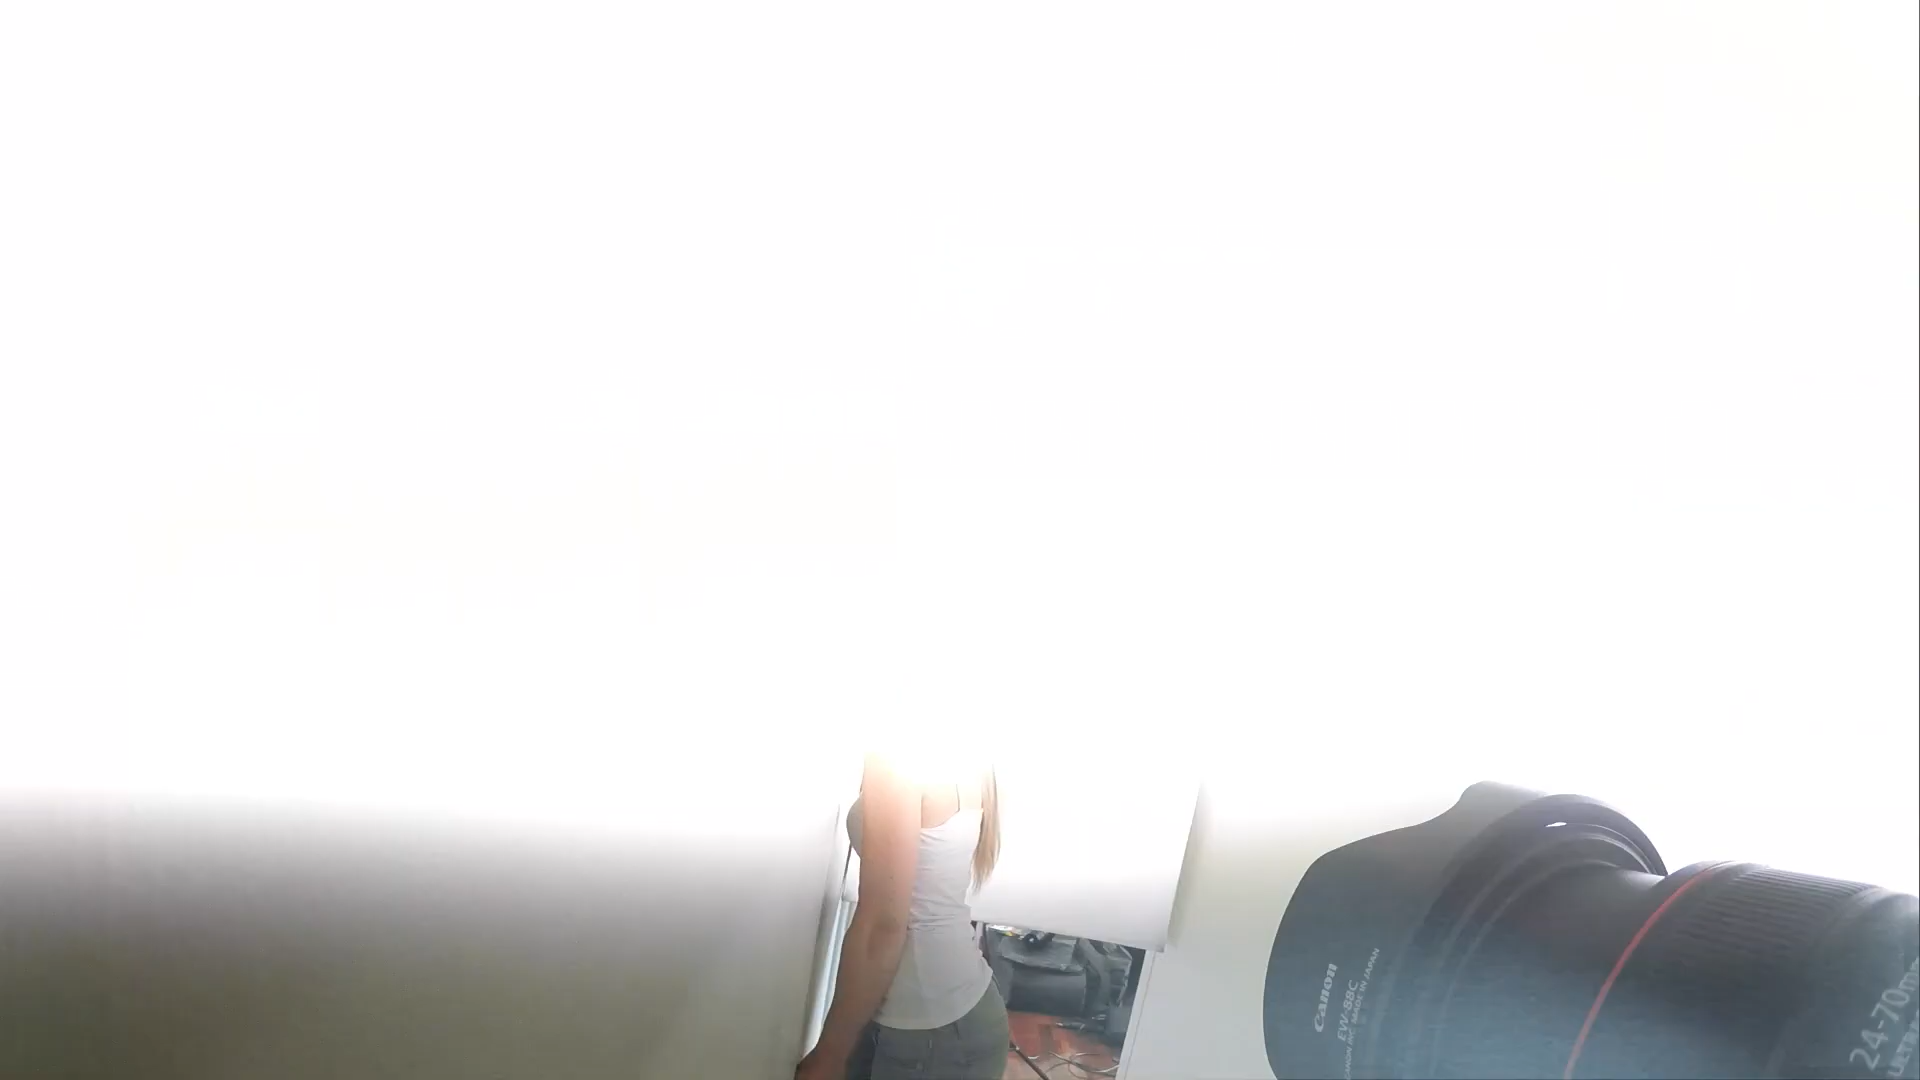 Canon
EW-88C
CANON INC. MADE IN JAPAN
24-70mm
ULTRA